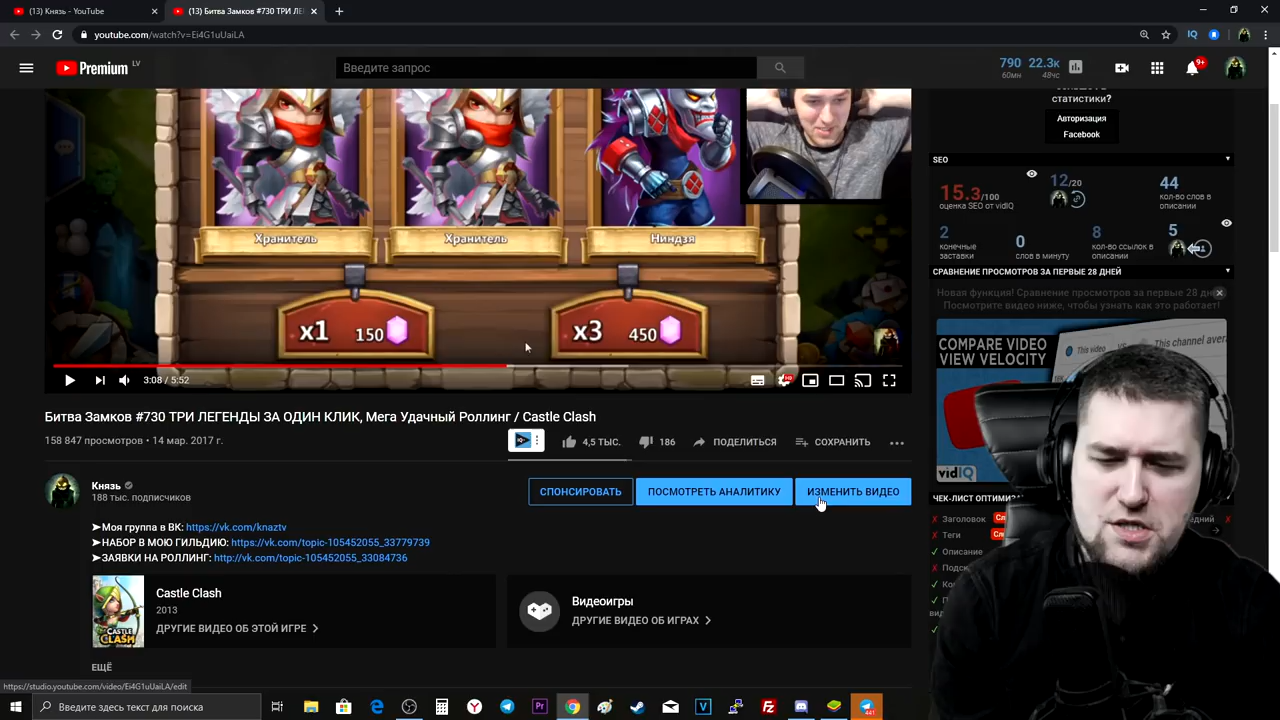 (13) Князь - YouTube
(13) Битва Замков #730 ТРИ ЛЕ
youtube.com/watch?v=Ei4G1uUaiLA
IQ
Premium LV
Введите запрос
790 22.3к
60мн 48чс
9+
Хранитель Хранитель Ниндзя
x1 150 x3 450
3:08 / 5:52
HD
Битва Замков #730 ТРИ ЛЕГЕНДЫ ЗА ОДИН КЛИК, Мега Удачный Роллинг / Castle Clash
158 847 просмотров • 14 мар. 2017 г.
4,5 ТЫС. 186 ПОДЕЛИТЬСЯ СОХРАНИТЬ
Князь
188 тыс. подписчиков
СПОНСИРОВАТЬ ПОСМОТРЕТЬ АНАЛИТИКУ ИЗМЕНИТЬ ВИДЕО
➤Моя группа в ВК: https://vk.com/knaztv
➤НАБОР В МОЮ ГИЛЬДИЮ: https://vk.com/topic-105452055_33779739
➤ЗАЯВКИ НА РОЛЛИНГ: http://vk.com/topic-105452055_33084736
CASTLE CLASH
Castle Clash
2013
ДРУГИЕ ВИДЕО ОБ ЭТОЙ ИГРЕ
Видеоигры
ДРУГИЕ ВИДЕО ОБ ИГРАХ
ЕЩЁ
https://studio.youtube.com/video/Ei4G1uUaiLA/edit
статистики?
Авторизация
Facebook
SEO
15.3/100
оценка SEO от vidIQ
12/20
44
кол-во слов в описании
2
конечные заставки
0
слов в минуту
8
кол-во ссылок в описании
5
СРАВНЕНИЕ ПРОСМОТРОВ ЗА ПЕРВЫЕ 28 ДНЕЙ
Новая функция! Сравнение просмотров за первые 28
Посмотрите видео ниже, чтобы узнать как это работает!
COMPARE VIDEO
VIEW VELOCITY
This video
This channel
vidIQ
ЧЕК-ЛИСТ
Заголовок
Теги
Описание
Введите здесь текст для поиска
441